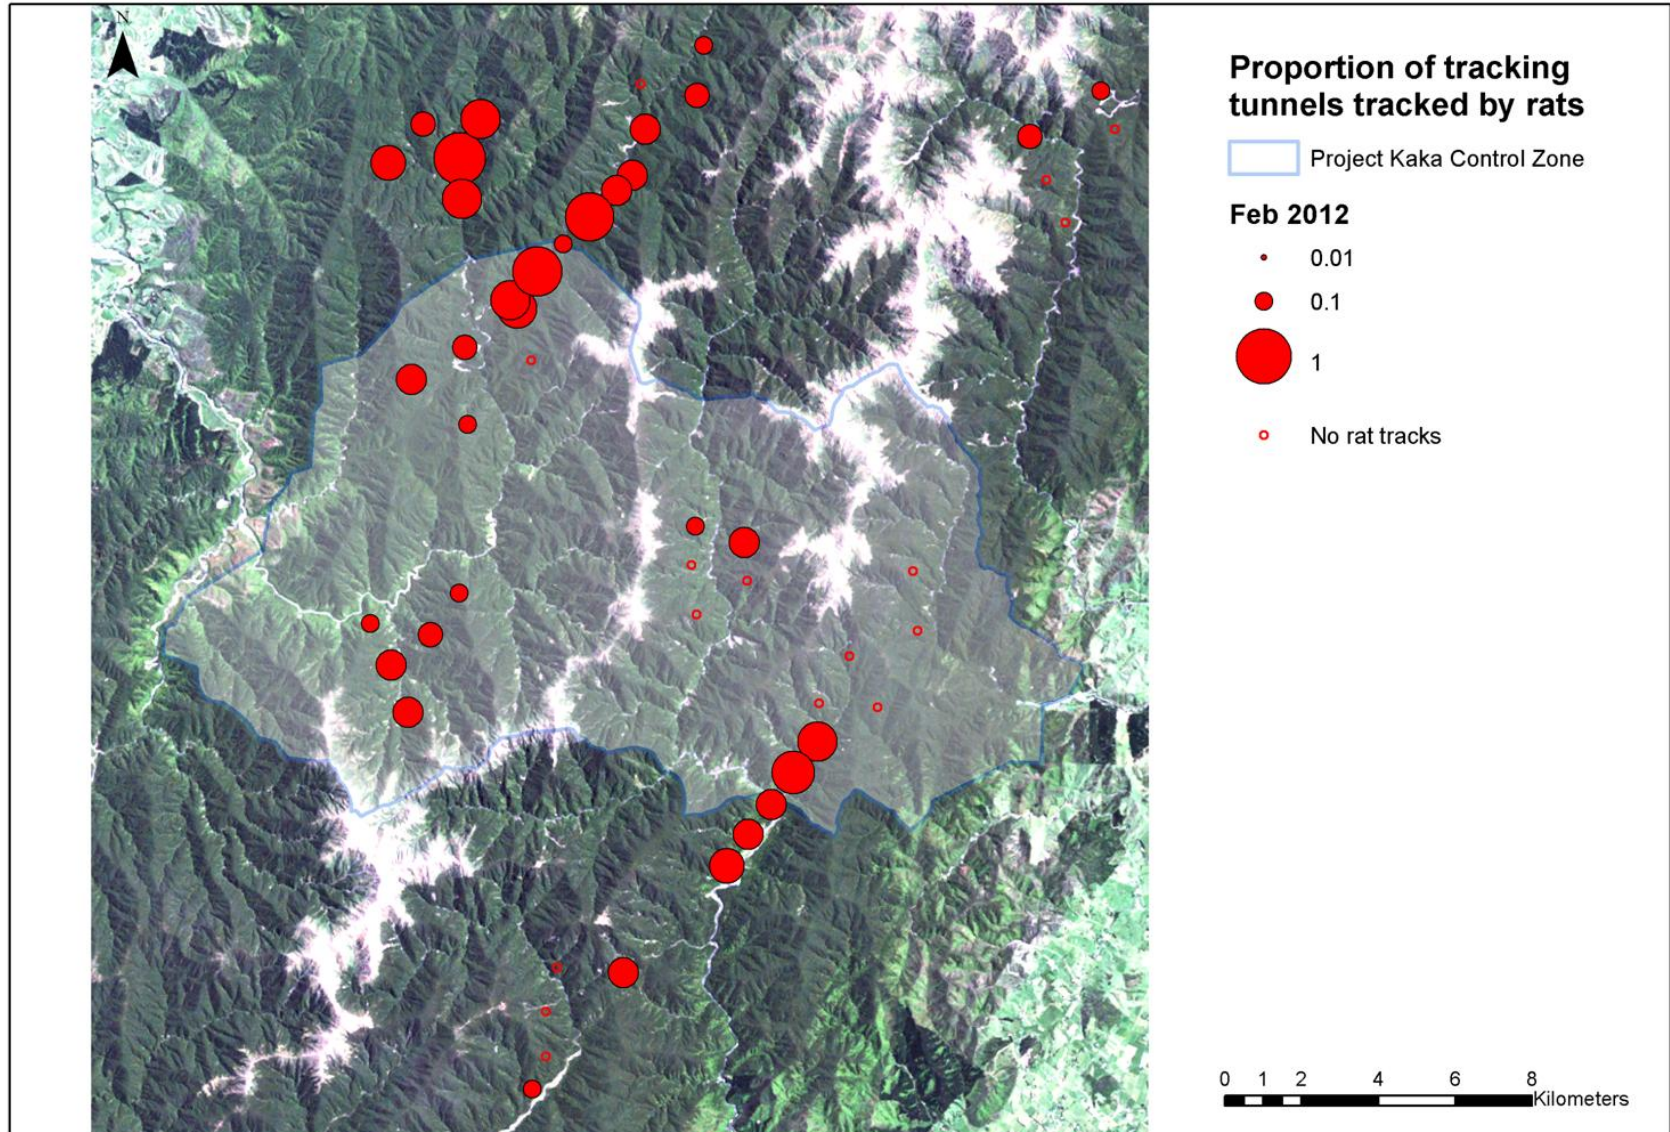 N
Proportion of tracking
tunnels tracked by rats
Project Kaka Control Zone
Feb 2012
0.01
0.1
1
No rat tracks
0 1 2 4 6 8
Kilometers